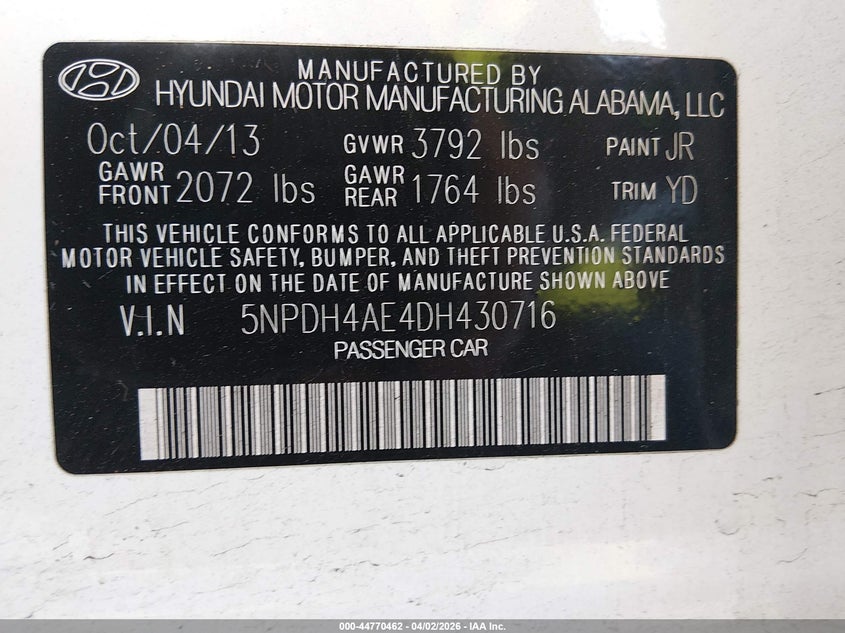 MANUFACTURED BY
HYUNDAI MOTOR MANUFACTURING ALABAMA, LLC
Oct/04/13 GVWR 3792 lbs PAINT JR
GAWR FRONT 2072 lbs GAWR REAR 1764 lbs TRIM YD
THIS VEHICLE CONFORMS TO ALL APPLICABLE U.S.A. FEDERAL
MOTOR VEHICLE SAFETY, BUMPER, AND THEFT PREVENTION STANDARDS
IN EFFECT ON THE DATE OF MANUFACTURE SHOWN ABOVE
V.I.N 5NPDH4AE4DH430716
PASSENGER CAR
000-44770462 - 04/02/2026 - IAA Inc.